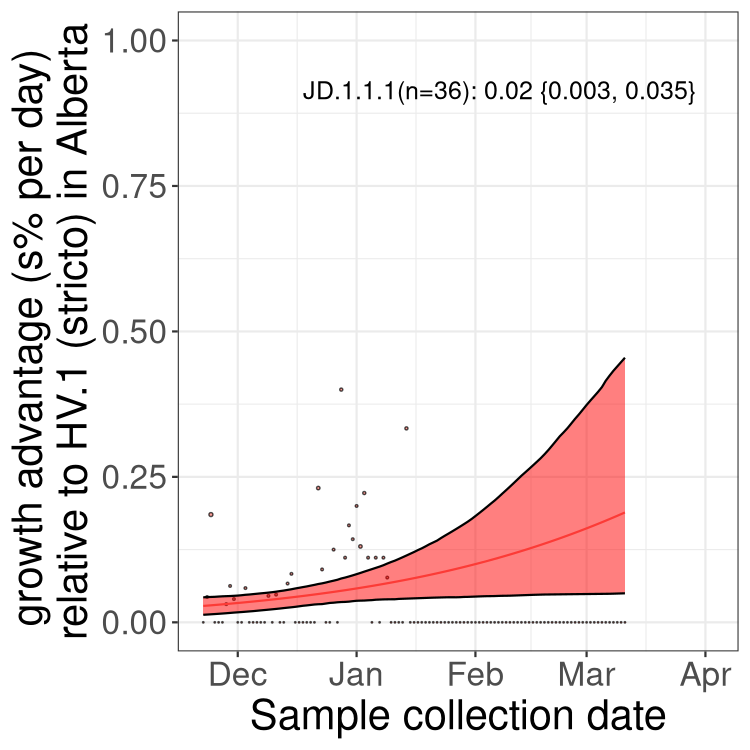 growth advantage (s% per day)
relative to HV.1 (stricto) in Alberta
1.00
0.75
0.50
0.25
0.00
JD.1.1.1(n=36): 0.02 {0.003, 0.035}
Dec Jan Feb Mar Apr
Sample collection date